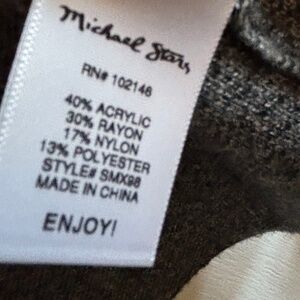 Michael Stars
RN# 102146
40% ACRYLIC
30% RAYON
17% NYLON
13% POLYESTER
STYLE# SMX98
MADE IN CHINA
ENJOY!